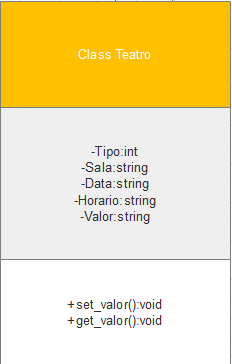 Class Teatro
-Tipo:int
-Sala:string
-Data:string
-Horario:string
-Valor:string
+set_valor():void
+get_valor():void